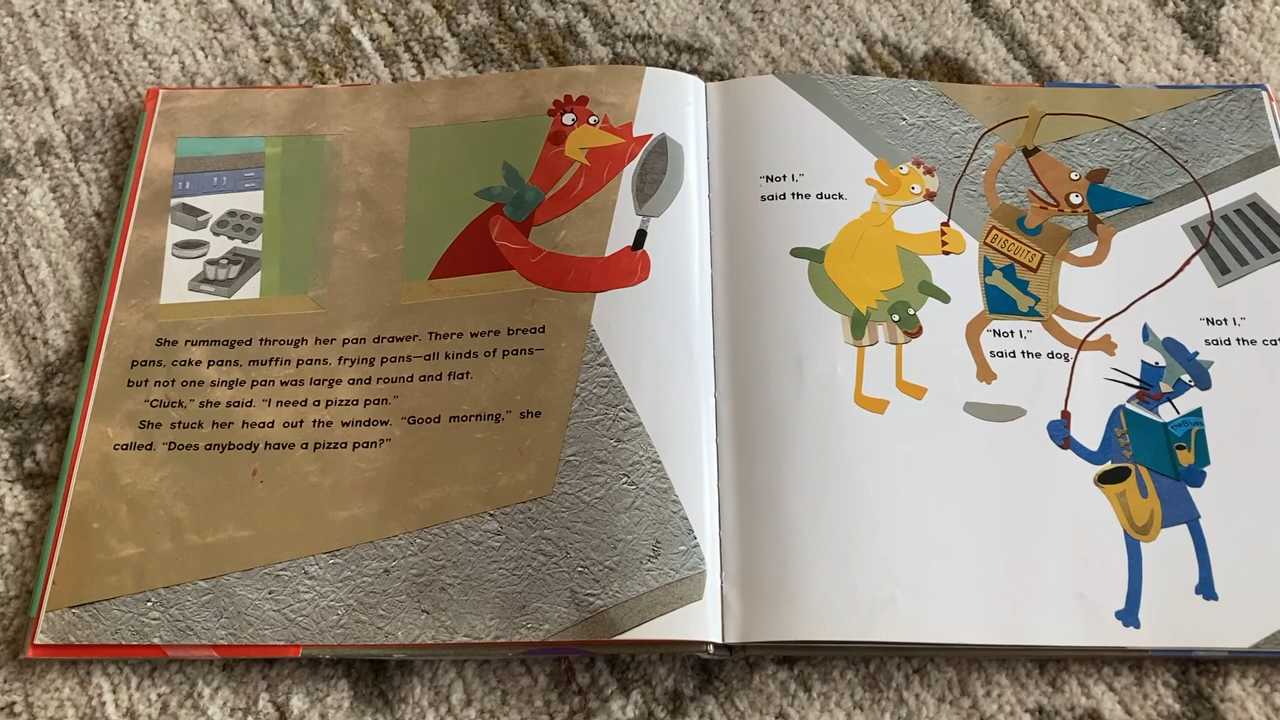 She rummaged through her pan drawer. There were bread
pans, cake pans, muffin pans, frying pans—all kinds of pans—
but not one single pan was large and round and flat.
"Cluck," she said. "I need a pizza pan."
She stuck her head out the window. "Good morning," she
called. "Does anybody have a pizza pan?"
"Not I,"
said the duck.
BISCUITS
"Not I,"
said the dog.
"Not I,"
said the cat
the Blues